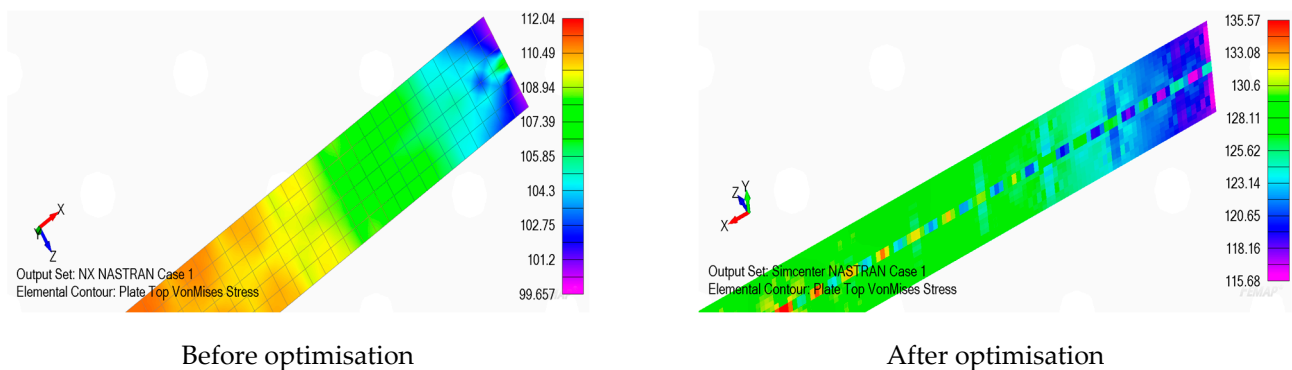 112.04
110.49
108.94
107.39
105.85
104.3
102.75
101.2
99.657
X
Y
Z
Output Set: NX NASTRAN Case 1
Elemental Contour: Plate Top VonMises Stress
135.57
133.08
130.6
128.11
125.62
123.14
120.65
118.16
115.68
Z Y
X
Output Set: Simcenter NASTRAN Case 1
Elemental Contour: Plate Top VonMises Stress
FEMAP
Before optimisation
After optimisation